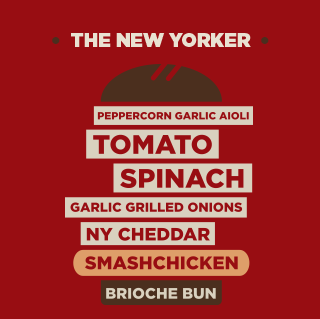 THE NEW YORKER
PEPPERCORN GARLIC AIOLI
TOMATO
SPINACH
GARLIC GRILLED ONIONS
NY CHEDDAR
SMASHCHICKEN
BRIOCHE BUN